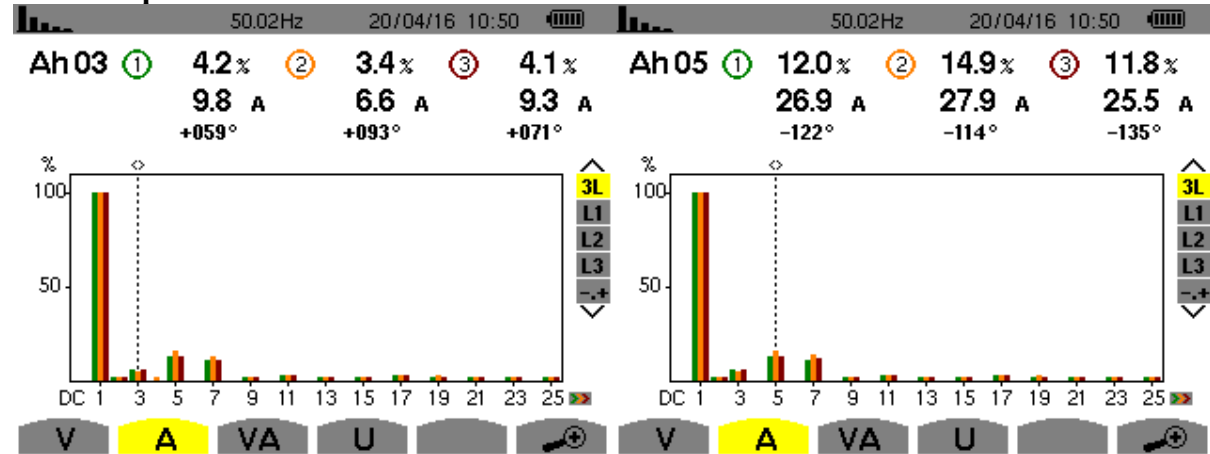 50.02Hz 20/04/16 10:50
Ah 03 1 4.2 % 2 3.4 % 3 4.1 %
9.8 A 6.6 A 9.3 A
+059° +093° +071°
%
100
50
DC 1 3 5 7 9 11 13 15 17 19 21 23 25
3L
L1
L2
L3
-.+
V A VA U
50.02Hz 20/04/16 10:50
Ah 05 1 12.0 % 2 14.9 % 3 11.8 %
26.9 A 27.9 A 25.5 A
-122° -114° -135°
%
100
50
DC 1 3 5 7 9 11 13 15 17 19 21 23 25
3L
L1
L2
L3
-.+
V A VA U